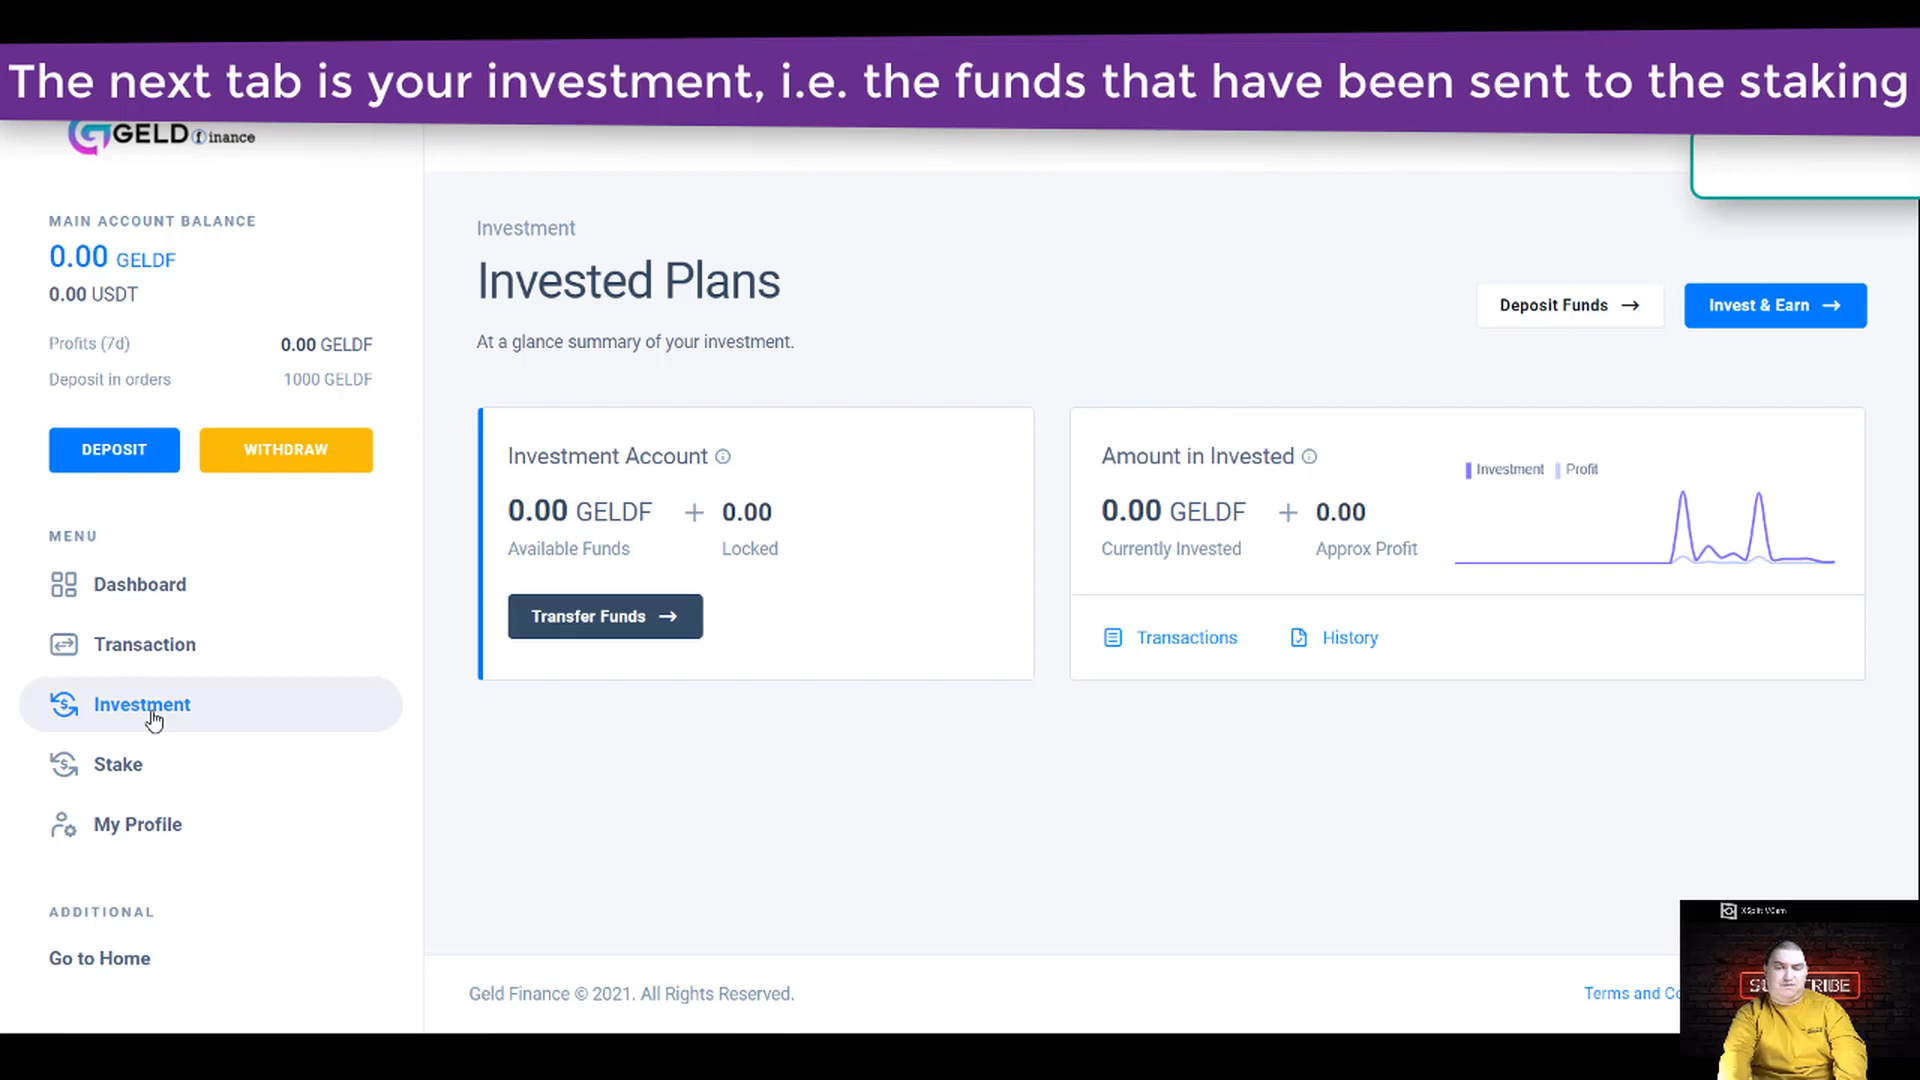 The next tab is your investment, i.e. the funds that have been sent to the staking
GELD finance
MAIN ACCOUNT BALANCE
0.00 GELDF
0.00 USDT
Profits (7d) 0.00 GELDF
Deposit in orders 1000 GELDF
DEPOSIT WITHDRAW
MENU
Dashboard
Transaction
Investment
Stake
My Profile
ADDITIONAL
Go to Home
Investment
Invested Plans
At a glance summary of your investment.
Deposit Funds → Invest & Earn →
Investment Account
0.00 GELDF + 0.00
Available Funds Locked
Transfer Funds →
Amount in Invested
0.00 GELDF + 0.00
Currently Invested Approx Profit
Investment Profit
Transactions History
Geld Finance © 2021. All Rights Reserved.
Terms and Co
XSplit VCam
SU RIBE